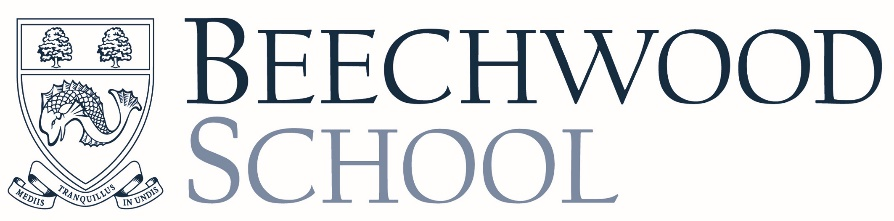 BEECHWOOD
SCHOOL
MEDIIS TRANQUILLUS IN UNDIS